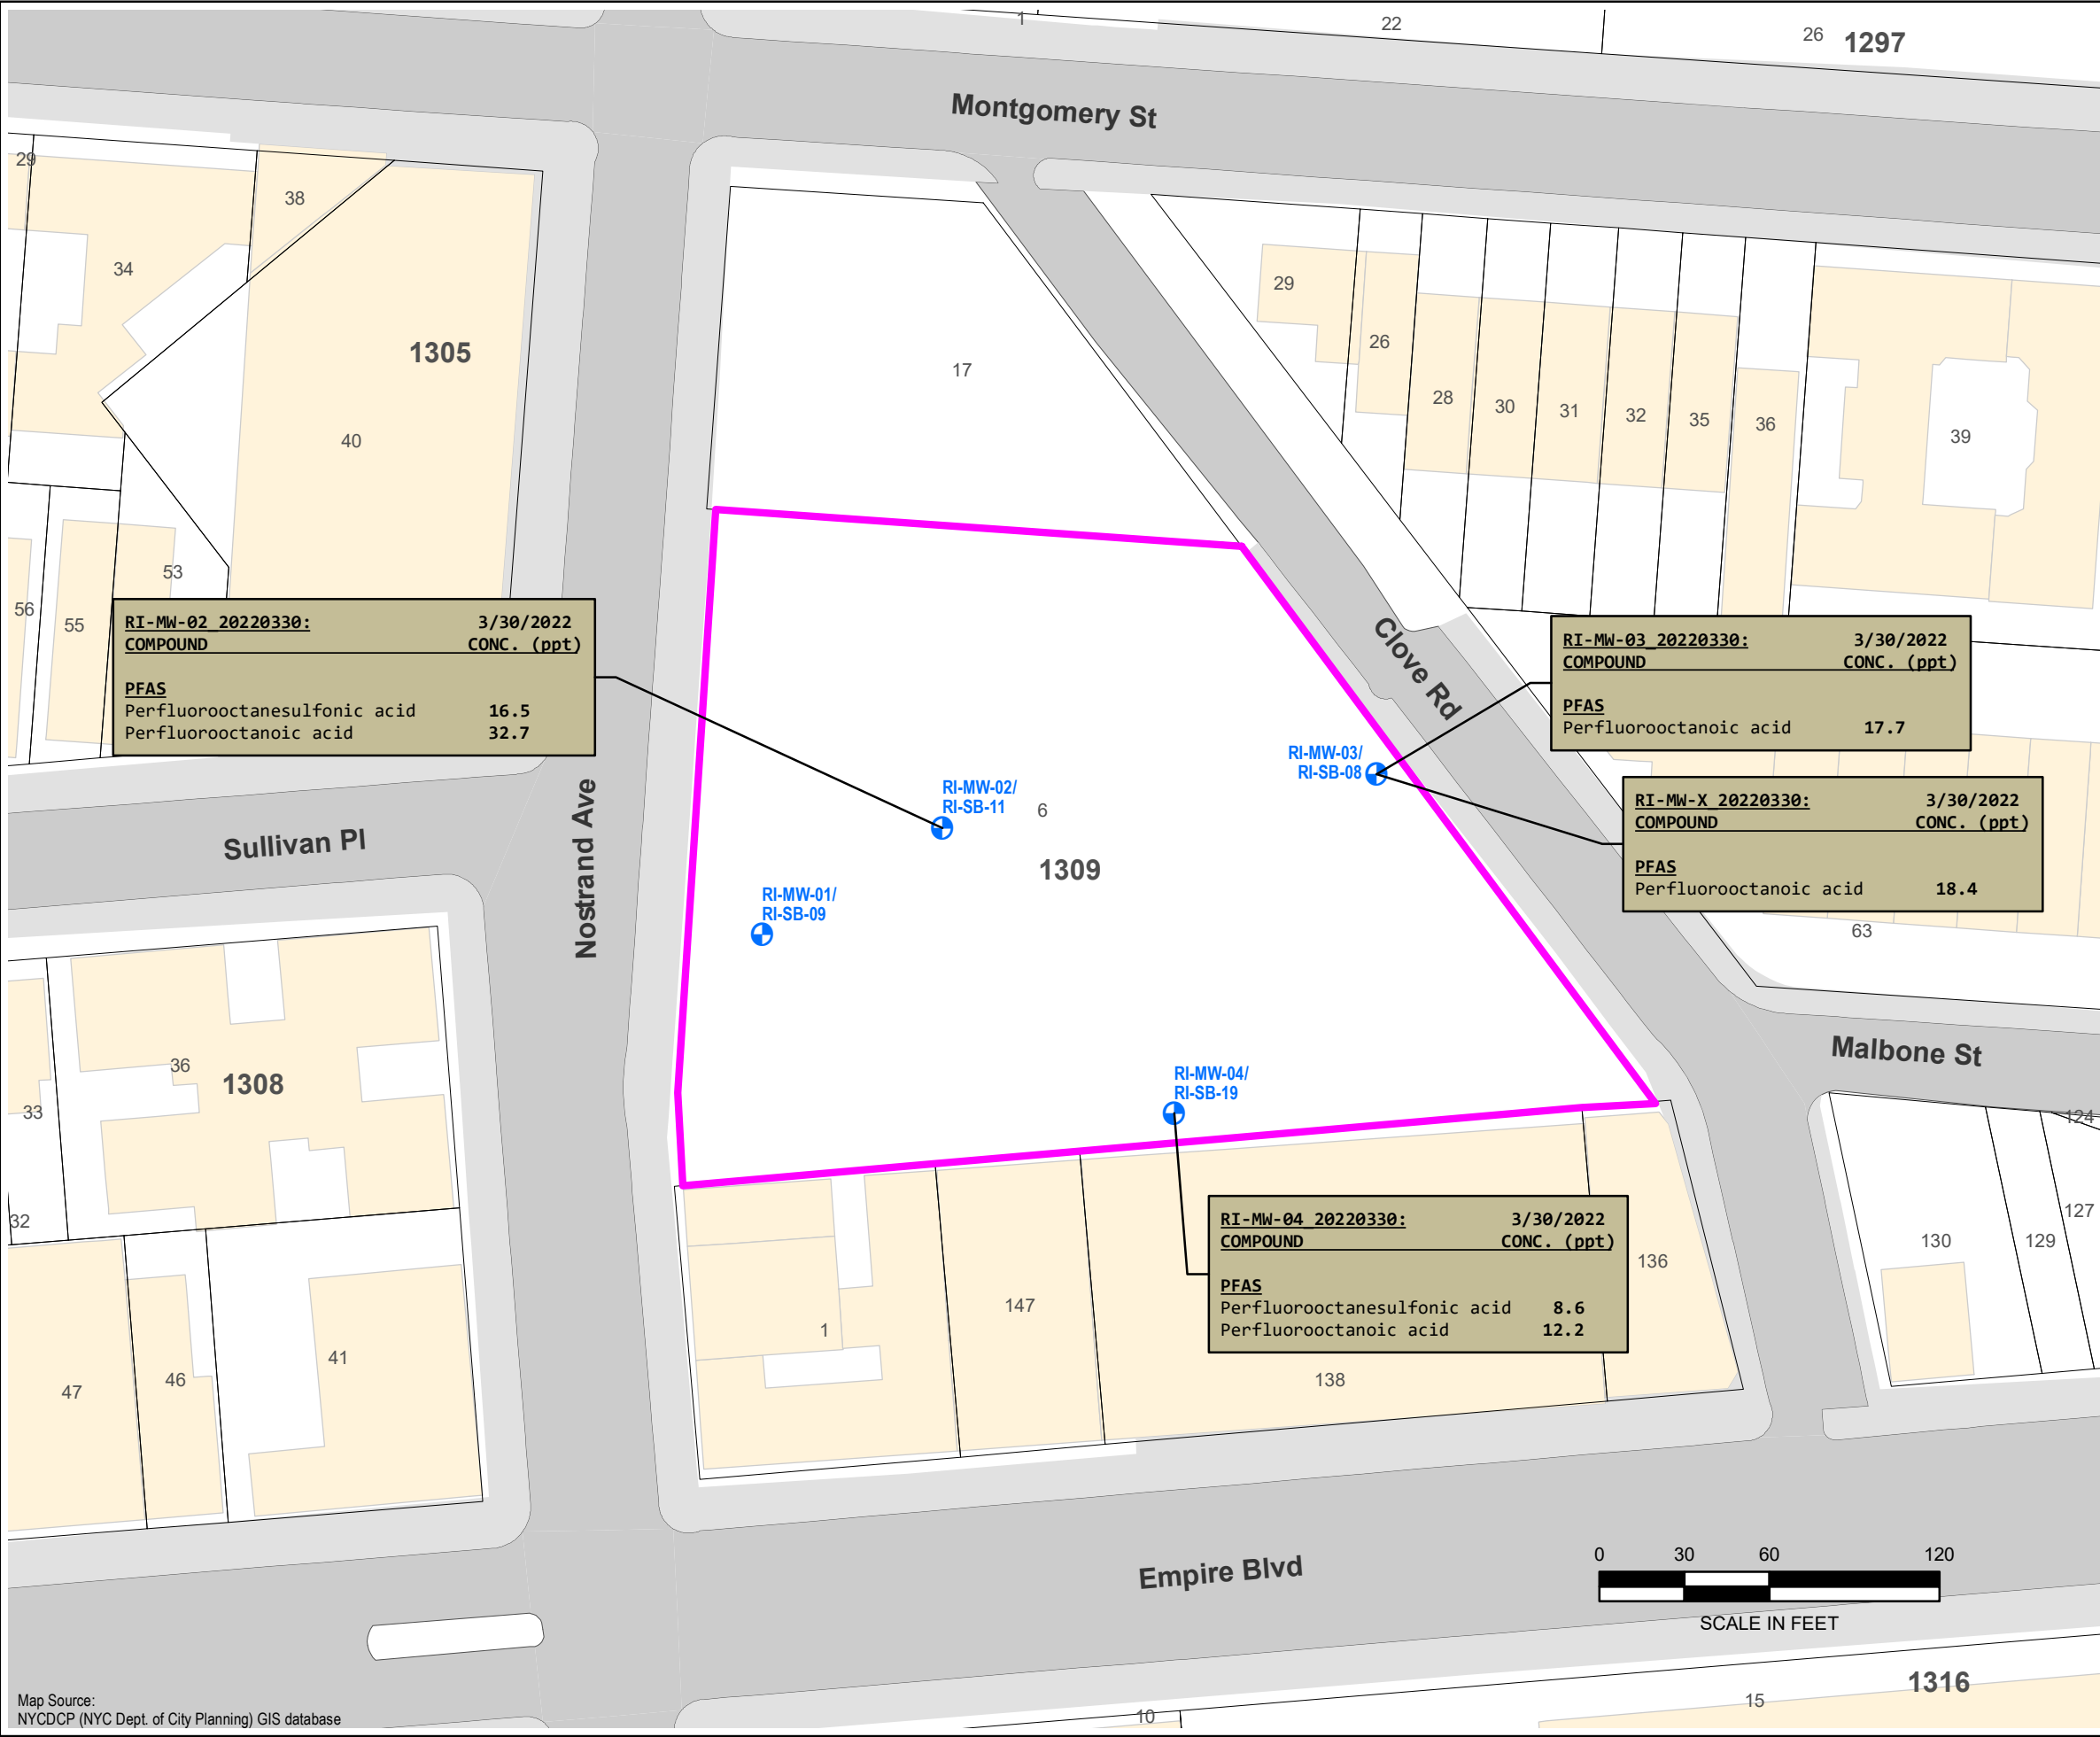 1
22
26
1297
Montgomery St
29
38
34
1305
40
17
29
26
28
30
31
32
35
36
39
53
56
55
RI-MW-02_20220330: 3/30/2022
COMPOUND CONC. (ppt)
PFAS
Perfluorooctanesulfonic acid 16.5
Perfluorooctanoic acid 32.7
Clove Rd
RI-MW-03_20220330: 3/30/2022
COMPOUND CONC. (ppt)
PFAS
Perfluorooctanoic acid 17.7
RI-MW-03/
RI-SB-08
RI-MW-X_20220330: 3/30/2022
COMPOUND CONC. (ppt)
PFAS
Perfluorooctanoic acid 18.4
RI-MW-02/
RI-SB-11
6
1309
Sullivan Pl
Nostrand Ave
RI-MW-01/
RI-SB-09
63
Malbone St
36
1308
33
32
RI-MW-04/
RI-SB-19
124
127
129
130
RI-MW-04_20220330: 3/30/2022
COMPOUND CONC. (ppt)
PFAS
Perfluorooctanesulfonic acid 8.6
Perfluorooctanoic acid 12.2
136
147
1
138
41
46
47
Empire Blvd
0 30 60 120
SCALE IN FEET
1316
15
10
Map Source:
NYCDCP (NYC Dept. of City Planning) GIS database